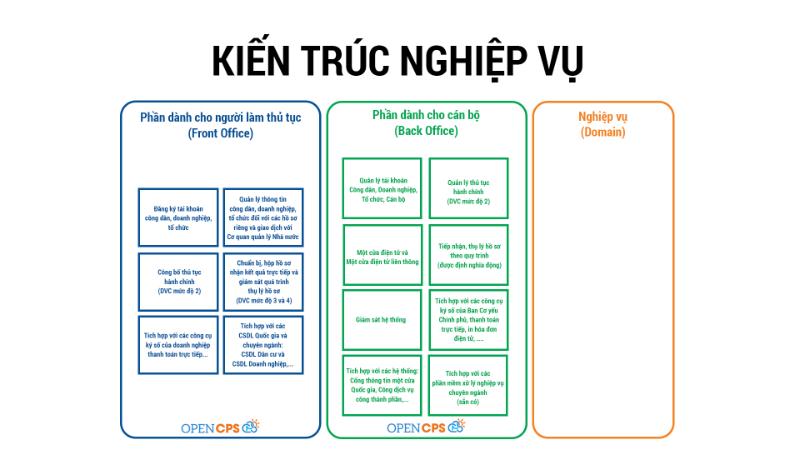 KIẾN TRÚC NGHIỆP VỤ
Phần dành cho người làm thủ tục
(Front Office)
Đăng ký tài khoản
công dân, doanh nghiệp,
tổ chức
Quản lý thông tin
công dân, doanh nghiệp,
tổ chức đối với các hồ sơ
riêng và giao dịch với
Cơ quan quản lý Nhà nước
Công bố thủ tục
hành chính
(DVC mức độ 2)
Chuẩn bị, hộp hồ sơ
nhận kết quả trực tiếp và
giám sát quá trình
thụ lý hồ sơ
(DVC mức độ 3 và 4)
Tích hợp với các công cụ
ký số của doanh nghiệp
thanh toán trực tiếp...
Tích hợp với các
CSDL Quốc gia và
chuyên ngành:
CSDL Dân cư và
CSDL Doanh nghiệp,...
OPENCPS
Phần dành cho cán bộ
(Back Office)
Quản lý tài khoản
Công dân, Doanh nghiệp,
Tổ chức, Cán bộ
Quản lý thủ tục
hành chính
(DVC mức độ 2)
Một cửa điện tử và
Một cửa điện tử liên thông
Tiếp nhận, thụ lý hồ sơ
theo quy trình
(được định nghĩa động)
Giám sát hệ thống
Tích hợp với các công cụ
ký số của Ban Cơ yếu
Chính phủ, thanh toán
trực tiếp, in hóa đơn
điện tử, ....
Tích hợp với các hệ thống:
Cổng thông tin một cửa
Quốc gia, Cổng dịch vụ
công thành phần,...
Tích hợp với các
phần mềm xử lý nghiệp vụ
chuyên ngành
(sẵn có)
OPENCPS
Nghiệp vụ
(Domain)